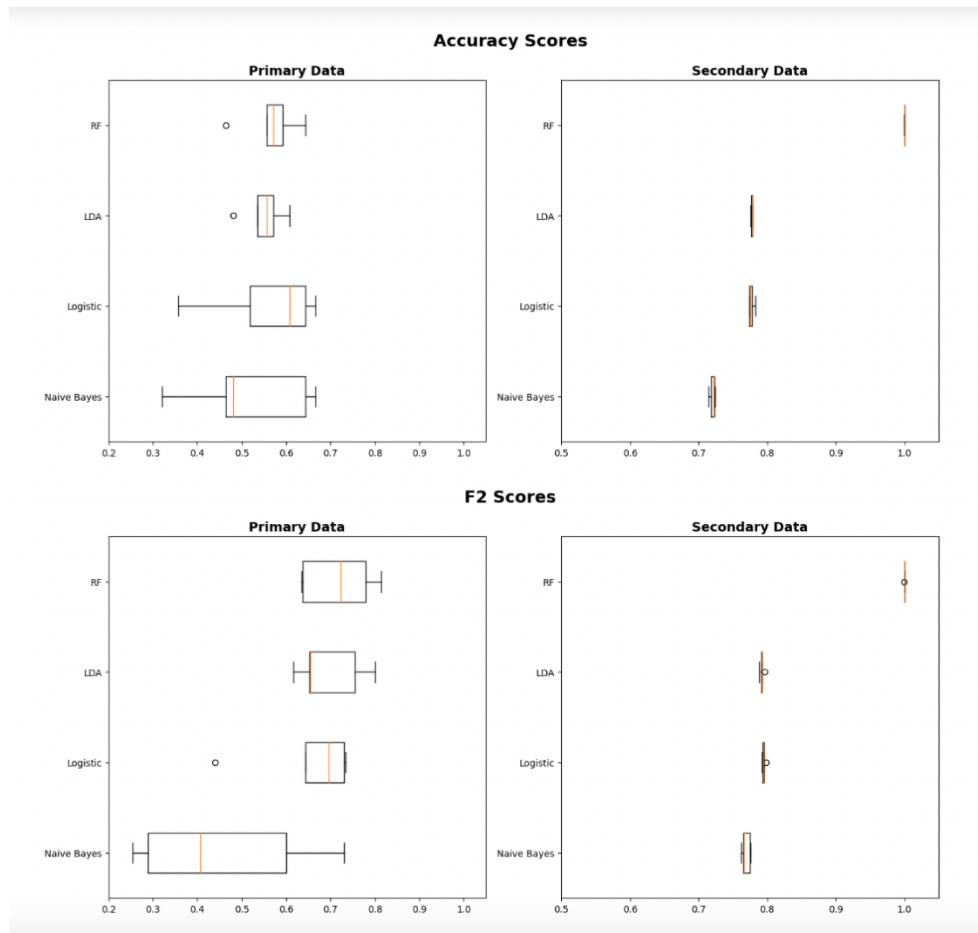 Accuracy Scores
Primary Data
RF
LDA
Logistic
Naive Bayes
0.2 0.3 0.4 0.5 0.6 0.7 0.8 0.9 1.0
Secondary Data
RF
LDA
Logistic
Naive Bayes
0.5 0.6 0.7 0.8 0.9 1.0
F2 Scores
Primary Data
RF
LDA
Logistic
Naive Bayes
0.2 0.3 0.4 0.5 0.6 0.7 0.8 0.9 1.0
Secondary Data
RF
LDA
Logistic
Naive Bayes
0.5 0.6 0.7 0.8 0.9 1.0